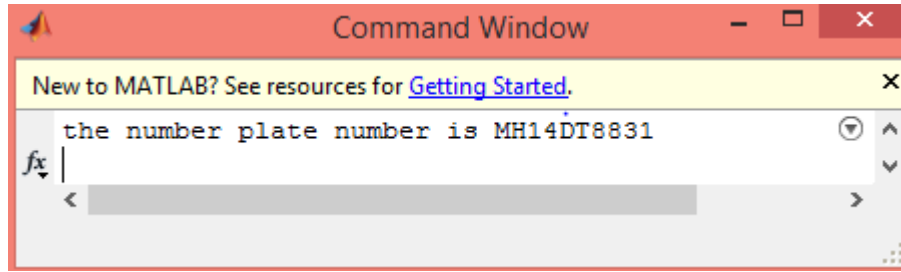 Command Window
New to MATLAB? See resources for Getting Started.
the number plate number is MH14DT8831
fx